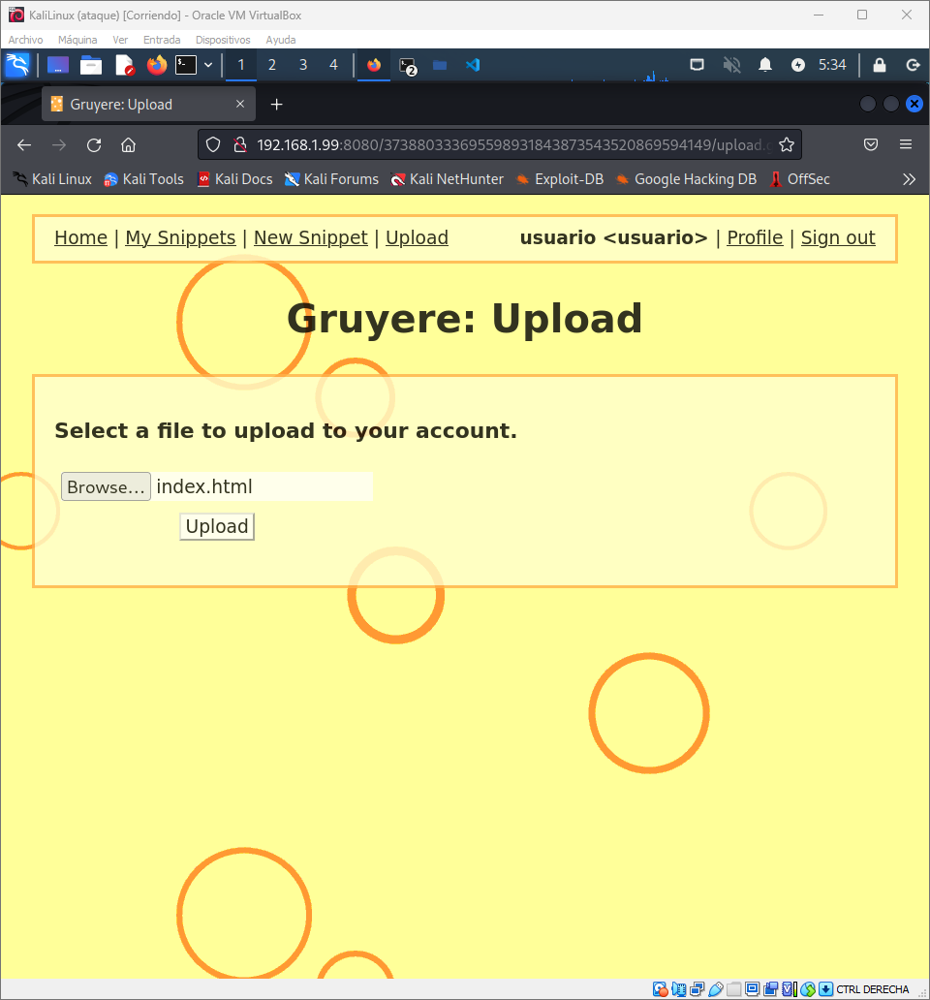 KaliLinux (ataque) [Corriendo] - Oracle VM VirtualBox
Archivo Máquina Ver Entrada Dispositivos Ayuda
1 2 3 4 2 5:34
Gruyere: Upload
192.168.1.99:8080/373880333695598931843873543520869594149/upload.g
Kali Linux Kali Tools Kali Docs Kali Forums Kali NetHunter Exploit-DB Google Hacking DB OffSec
Home | My Snippets | New Snippet | Upload usuario <usuario> | Profile | Sign out
Gruyere: Upload
Select a file to upload to your account.
Browse... index.html
Upload
CTRL DERECHA